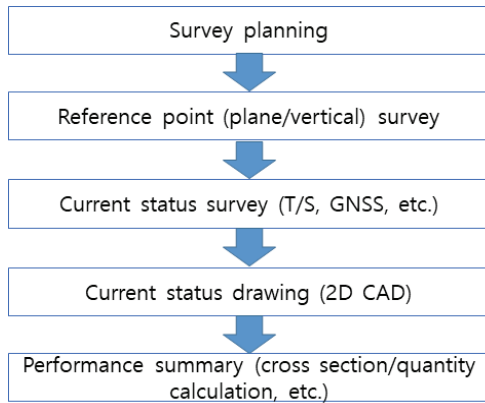 Survey planning
Reference point (plane/vertical) survey
Current status survey (T/S, GNSS, etc.)
Current status drawing (2D CAD)
Performance summary (cross section/quantity
calculation, etc.)